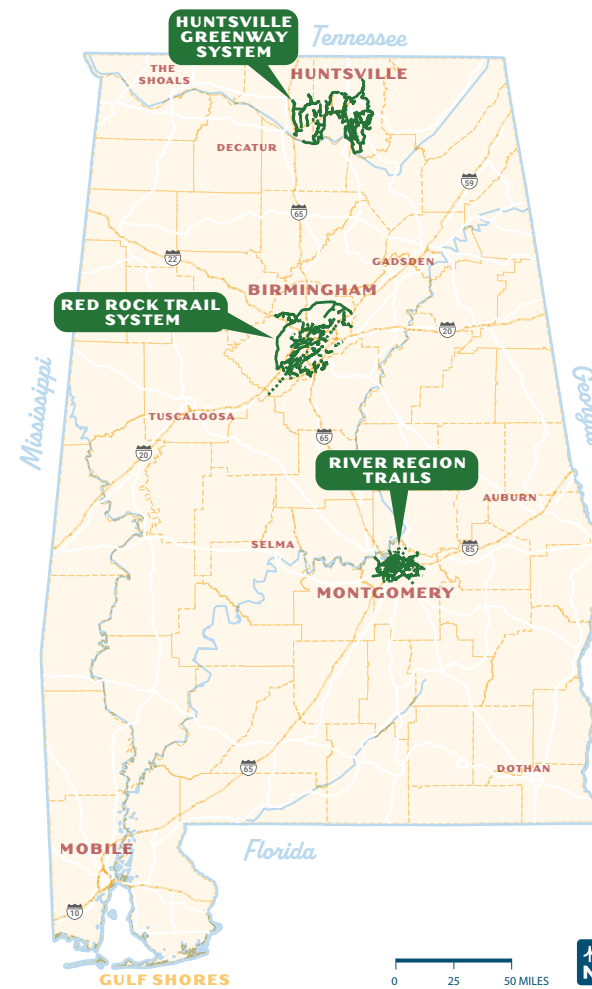 HUNTSVILLE
GREENWAY
SYSTEM
Tennessee
THE
SHOALS
HUNTSVILLE
DECATUR
59
65
22
GADSDEN
BIRMINGHAM
RED ROCK TRAIL
SYSTEM
20
Mississippi
Georgia
TUSCALOOSA
65
20
RIVER REGION
TRAILS
AUBURN
SELMA
85
MONTGOMERY
65
DOTHAN
MOBILE
Florida
10
GULF SHORES
0 25 50 MILES
N